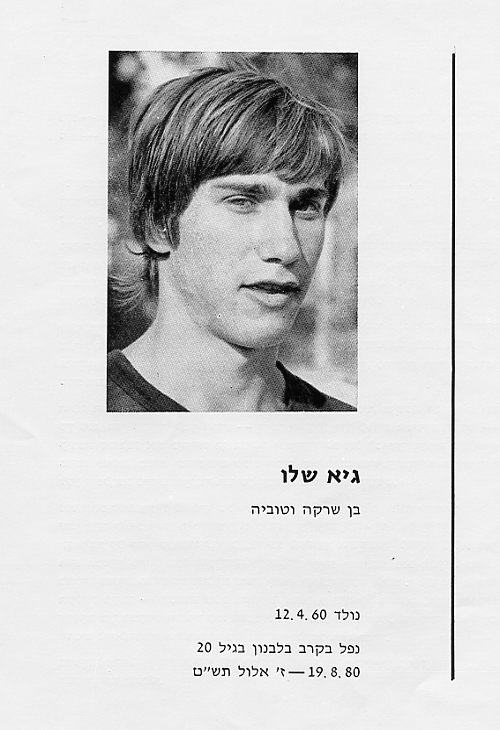 גיא שלו
בן שרקה וטוביה
נולד 12.4.60
נפל בקרב בלבנון בגיל 20
19.8.80 — ז׳ אלול תש״ם